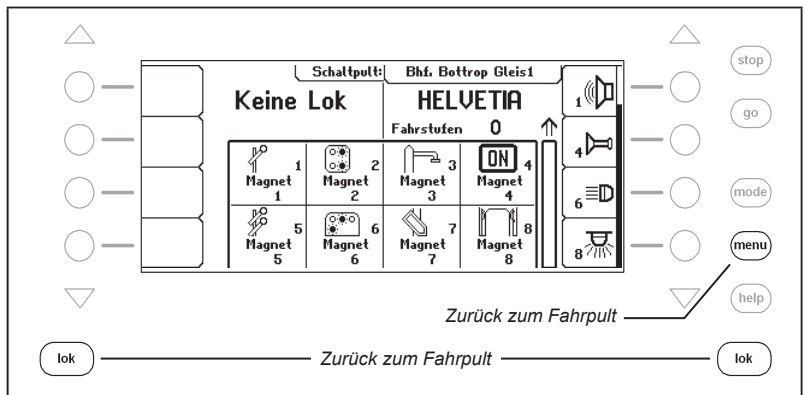 stop
Schaltpult: Bhf. Bottrop Gleis1
Keine Lok HELVETIA
1
go
Fahrstufen 0
4
1 2 3 ON 4
Magnet Magnet Magnet Magnet
1 2 3 4
6
mode
5 6 7 8
Magnet Magnet Magnet Magnet
5 6 7 8
8
menu
help
Zurück zum Fahrpult
lok Zurück zum Fahrpult lok